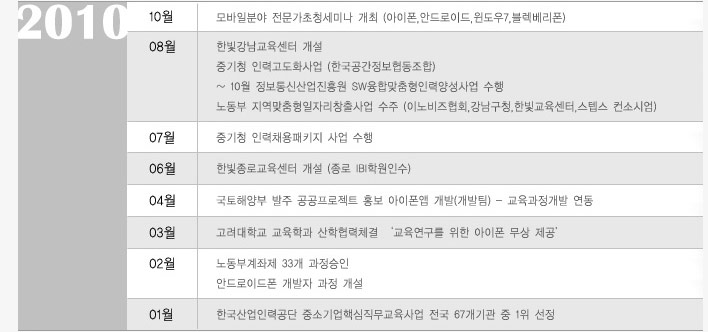 2010
10월 모바일분야 전문가초청세미나 개최 (아이폰,안드로이드,윈도우7,블렉베리폰)
08월 한빛강남교육센터 개설
중기청 인력고도화사업 (한국공간정보협동조합)
~ 10월 정보통신산업진흥원 SW융합맞춤형인력양성사업 수행
노동부 지역맞춤형일자리창출사업 수주 (이노비즈협회,강남구청,한빛교육센터,스텝스 컨소시업)
07월 중기청 인력채용패키지 사업 수행
06월 한빛종로교육센터 개설 (종로 IBI학원인수)
04월 국토해양부 발주 공공프로젝트 홍보 아이폰앱 개발(개발팀) - 교육과정개발 연동
03월 고려대학교 교육학과 산학협력체결 '교육연구를 위한 아이폰 무상 제공'
02월 노동부계좌제 33개 과정승인
안드로이드폰 개발자 과정 개설
01월 한국산업인력공단 중소기업핵심직무교육사업 전국 67개기관 중 1위 선정